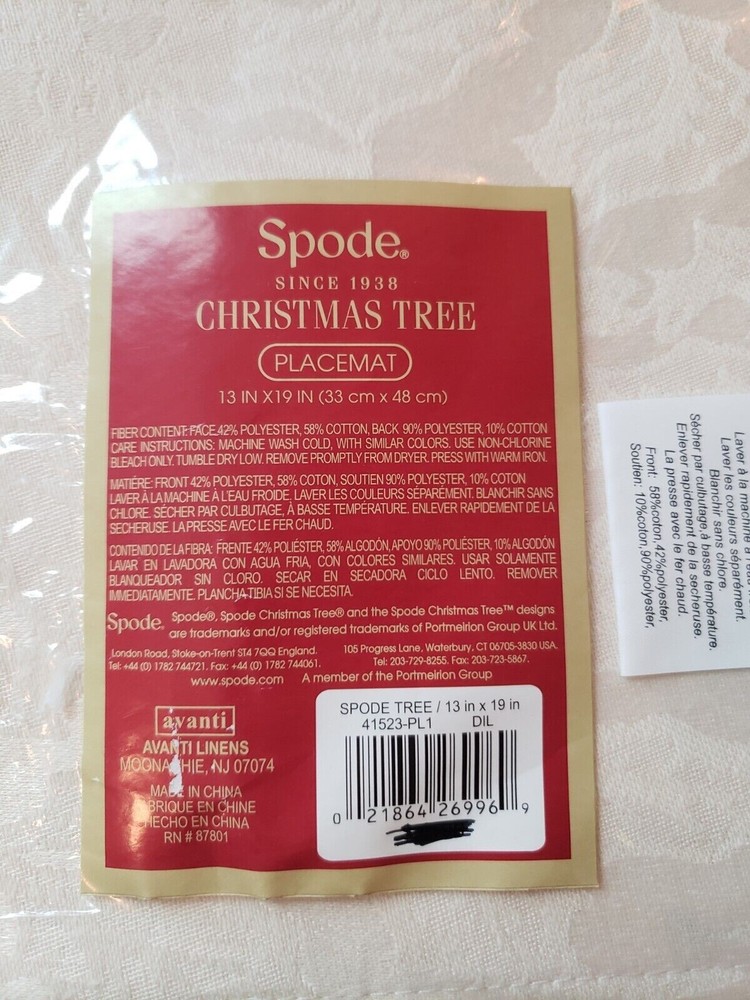 Spode®
SINCE 1938
CHRISTMAS TREE
PLACEMAT
13 IN X19 IN (33 cm x 48 cm)
FIBER CONTENT: FACE,42% POLYESTER, 58% COTTON, BACK 90% POLYESTER, 10% COTTON
CARE INSTRUCTIONS: MACHINE WASH COLD, WITH SIMILAR COLORS. USE NON-CHLORINE
BLEACH ONLY. TUMBLE DRY LOW. REMOVE PROMPTLY FROM DRYER. PRESS WITH WARM IRON.
MATIÈRE: FRONT 42% POLYESTER, 58% COTON, SOUTIEN 90% POLYESTER, 10% COTON
LAVER À LA MACHINE À L'EAU FROIDE. LAVER LES COULEURS SÉPARÉMENT. BLANCHIR SANS
CHLORE. SÉCHER PAR CULBUTAGE, À BASSE TEMPÉRATURE. ENLEVER RAPIDEMENT DE LA
SECHERUSE. LA PRESSE AVEC LE FER CHAUD.
CONTENIDO DE LA FIBRA: FRENTE 42% POLIÉSTER, 58% ALGODÓN, APOYO 90% POLIÉSTER, 10% ALGODÓN
LAVAR EN LAVADORA CON AGUA FRIA, CON COLORES SIMILARES. USAR SOLAMENTE
BLANQUEADOR SIN CLORO. SECAR EN SECADORA CICLO LENTO. REMOVER
IMMEDIATAMENTE. PLANCHA TIBIA SI SE NECESITA.
Spode® Spode®, Spode Christmas Tree® and the Spode Christmas Tree™ designs
are trademarks and/or registered trademarks of Portmeirion Group UK Ltd.
London Road, Stoke-on-Trent ST4 7QQ England. 105 Progress Lane, Waterbury, CT 06705-3830 USA.
Tel: +44 (0) 1782 744721. Fax: +44 (0) 1782 744061. Tel: 203-729-8255. Fax: 203-723-5867.
www.spode.com A member of the Portmeirion Group
avanti
AVANTI LINENS
MOONACHIE, NJ 07074
MADE IN CHINA
BRIQUE EN CHINE
HECHO EN CHINA
RN # 87801
SPODE TREE / 13 in x 19 in
41523-PL1 DIL
0 21864 26996 9
Laver à la machine à l'eau
Laver les couleurs séparément.
Blanchir sans chlore.
Sécher par culbutage,à basse température.
Enlever rapidement de la secheruse.
La presse avec le fer chaud.
Front: 58%coton,42%polyester,
Soutien: 10%coton,90%polyester,